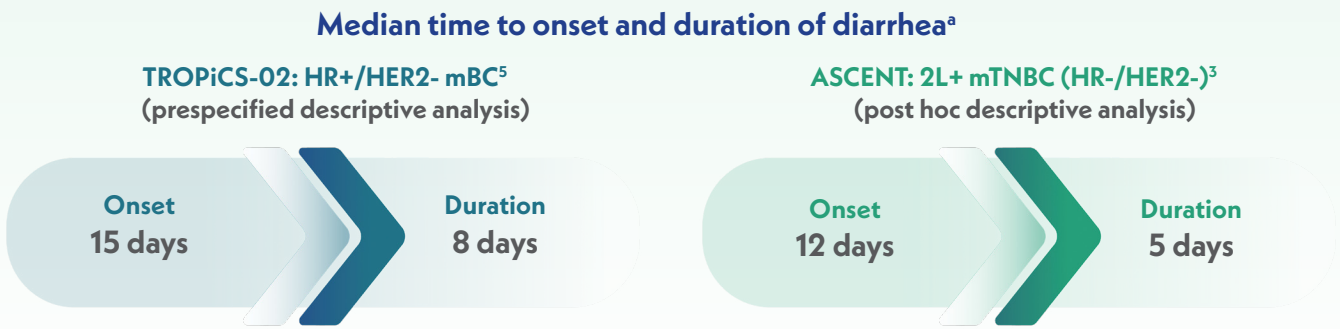 Median time to onset and duration of diarrheaᵃ
TROPiCS-02: HR+/HER2- mBC⁵
(prespecified descriptive analysis)
Onset
15 days
Duration
8 days
ASCENT: 2L+ mTNBC (HR-/HER2-)³
(post hoc descriptive analysis)
Onset
12 days
Duration
5 days